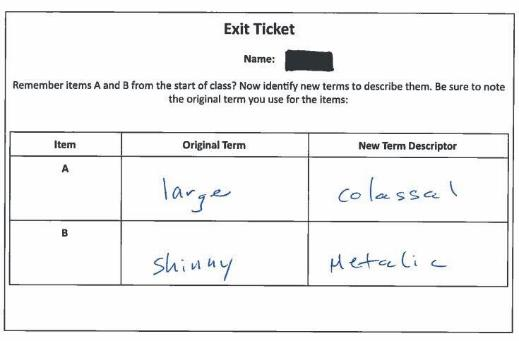 Exit Ticket
Name:
Remember items A and B from the start of class? Now identify new terms to describe them. Be sure to note
the original term you use for the items:
Item Original Term New Term Descriptor
A large colassal
B shinny Metalic